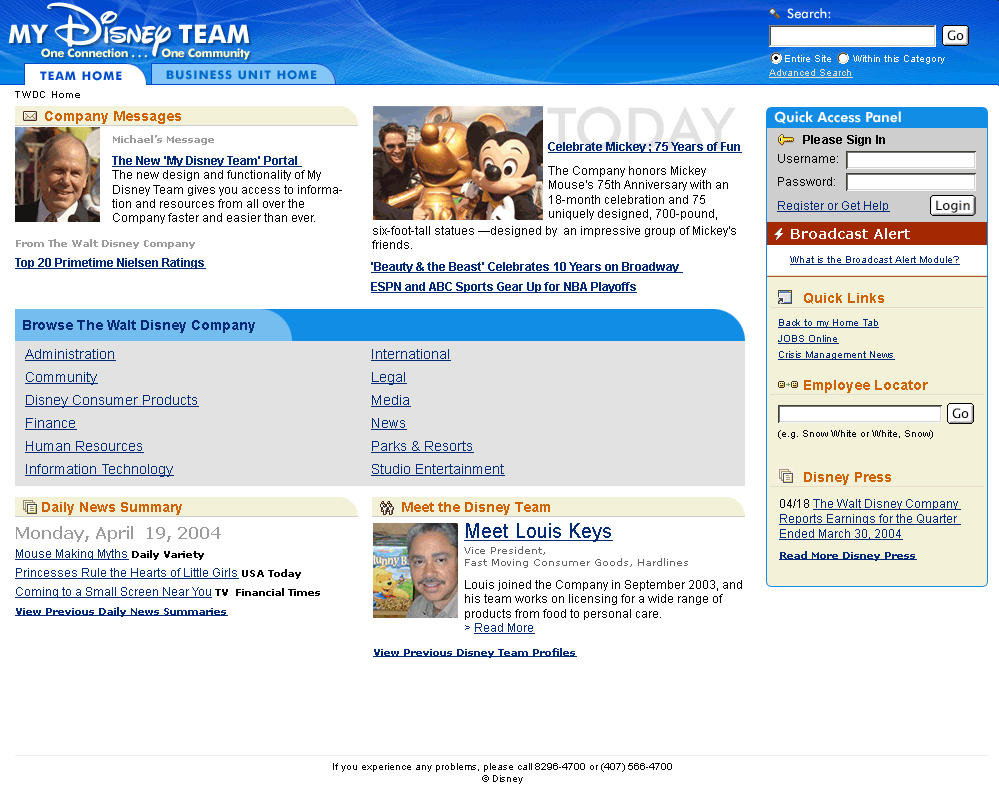 MY Disney TEAM
One Connection . . . One Community
Search:
Go
Entire Site Within this Category
Advanced Search
TEAM HOME
BUSINESS UNIT HOME
TWDC Home
Company Messages
Michael's Message
The New 'My Disney Team' Portal
The new design and functionality of My
Disney Team gives you access to informa-
tion and resources from all over the
Company faster and easier than ever.
From The Walt Disney Company
Top 20 Primetime Nielsen Ratings
TODAY
Celebrate Mickey ; 75 Years of Fun
The Company honors Mickey
Mouse's 75th Anniversary with an
18-month celebration and 75
uniquely designed, 700-pound,
six-foot-tall statues —designed by an impressive group of Mickey's
friends.
'Beauty & the Beast' Celebrates 10 Years on Broadway
ESPN and ABC Sports Gear Up for NBA Playoffs
Browse The Walt Disney Company
Administration
Community
Disney Consumer Products
Finance
Human Resources
Information Technology
International
Legal
Media
News
Parks & Resorts
Studio Entertainment
Daily News Summary
Monday, April 19, 2004
Mouse Making Myths Daily Variety
Princesses Rule the Hearts of Little Girls USA Today
Coming to a Small Screen Near You TV Financial Times
View Previous Daily News Summaries
Meet the Disney Team
Meet Louis Keys
Vice President,
Fast Moving Consumer Goods, Hardlines
Louis joined the Company in September 2003, and
his team works on licensing for a wide range of
products from food to personal care.
> Read More
View Previous Disney Team Profiles
Quick Access Panel
Please Sign In
Username:
Password:
Register or Get Help
Login
Broadcast Alert
What is the Broadcast Alert Module?
Quick Links
Back to my Home Tab
JOBS Online
Crisis Management News
Employee Locator
Go
(e.g. Snow White or White, Snow)
Disney Press
04/18 The Walt Disney Company
Reports Earnings for the Quarter
Ended March 30, 2004
Read More Disney Press
If you experience any problems, please call 8296-4700 or (407) 566-4700
© Disney